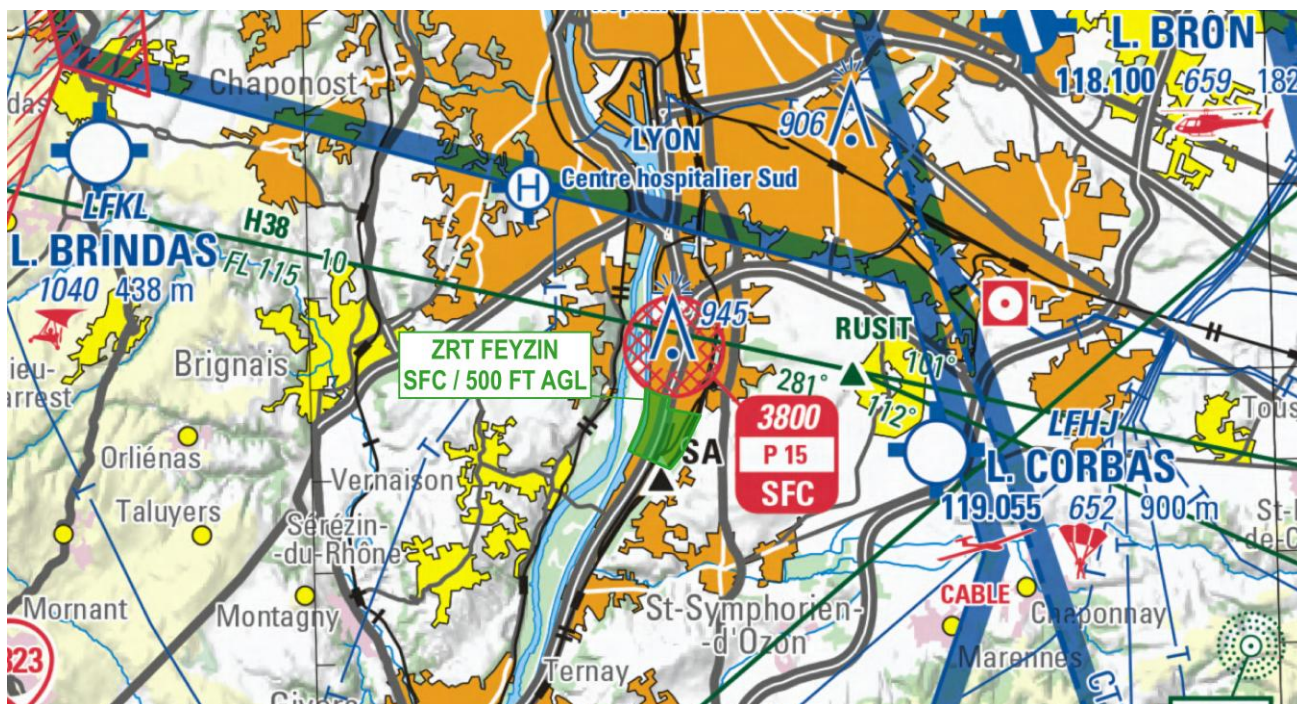 L. BRON
118.100 659 182
Chaponost
906
LYON
Centre hospitalier Sud
LFKL
L. BRINDAS
1040 438 m
H38
FL 115 10
945
ZRT FEYZIN
SFC / 500 FT AGL
RUSIT
101°
281°
112°
Brignais
3800
P 15
SFC
SA
LFHJ
L. CORBAS
119.055 652 900 m
Orliénas
Taluyers
Vernaison
Sérézin-
-du-Rhône
Mornant
Montagny
St-Symphorien-
-d'Ozon
Ternay
CABLE
Chaponnay
Marennes